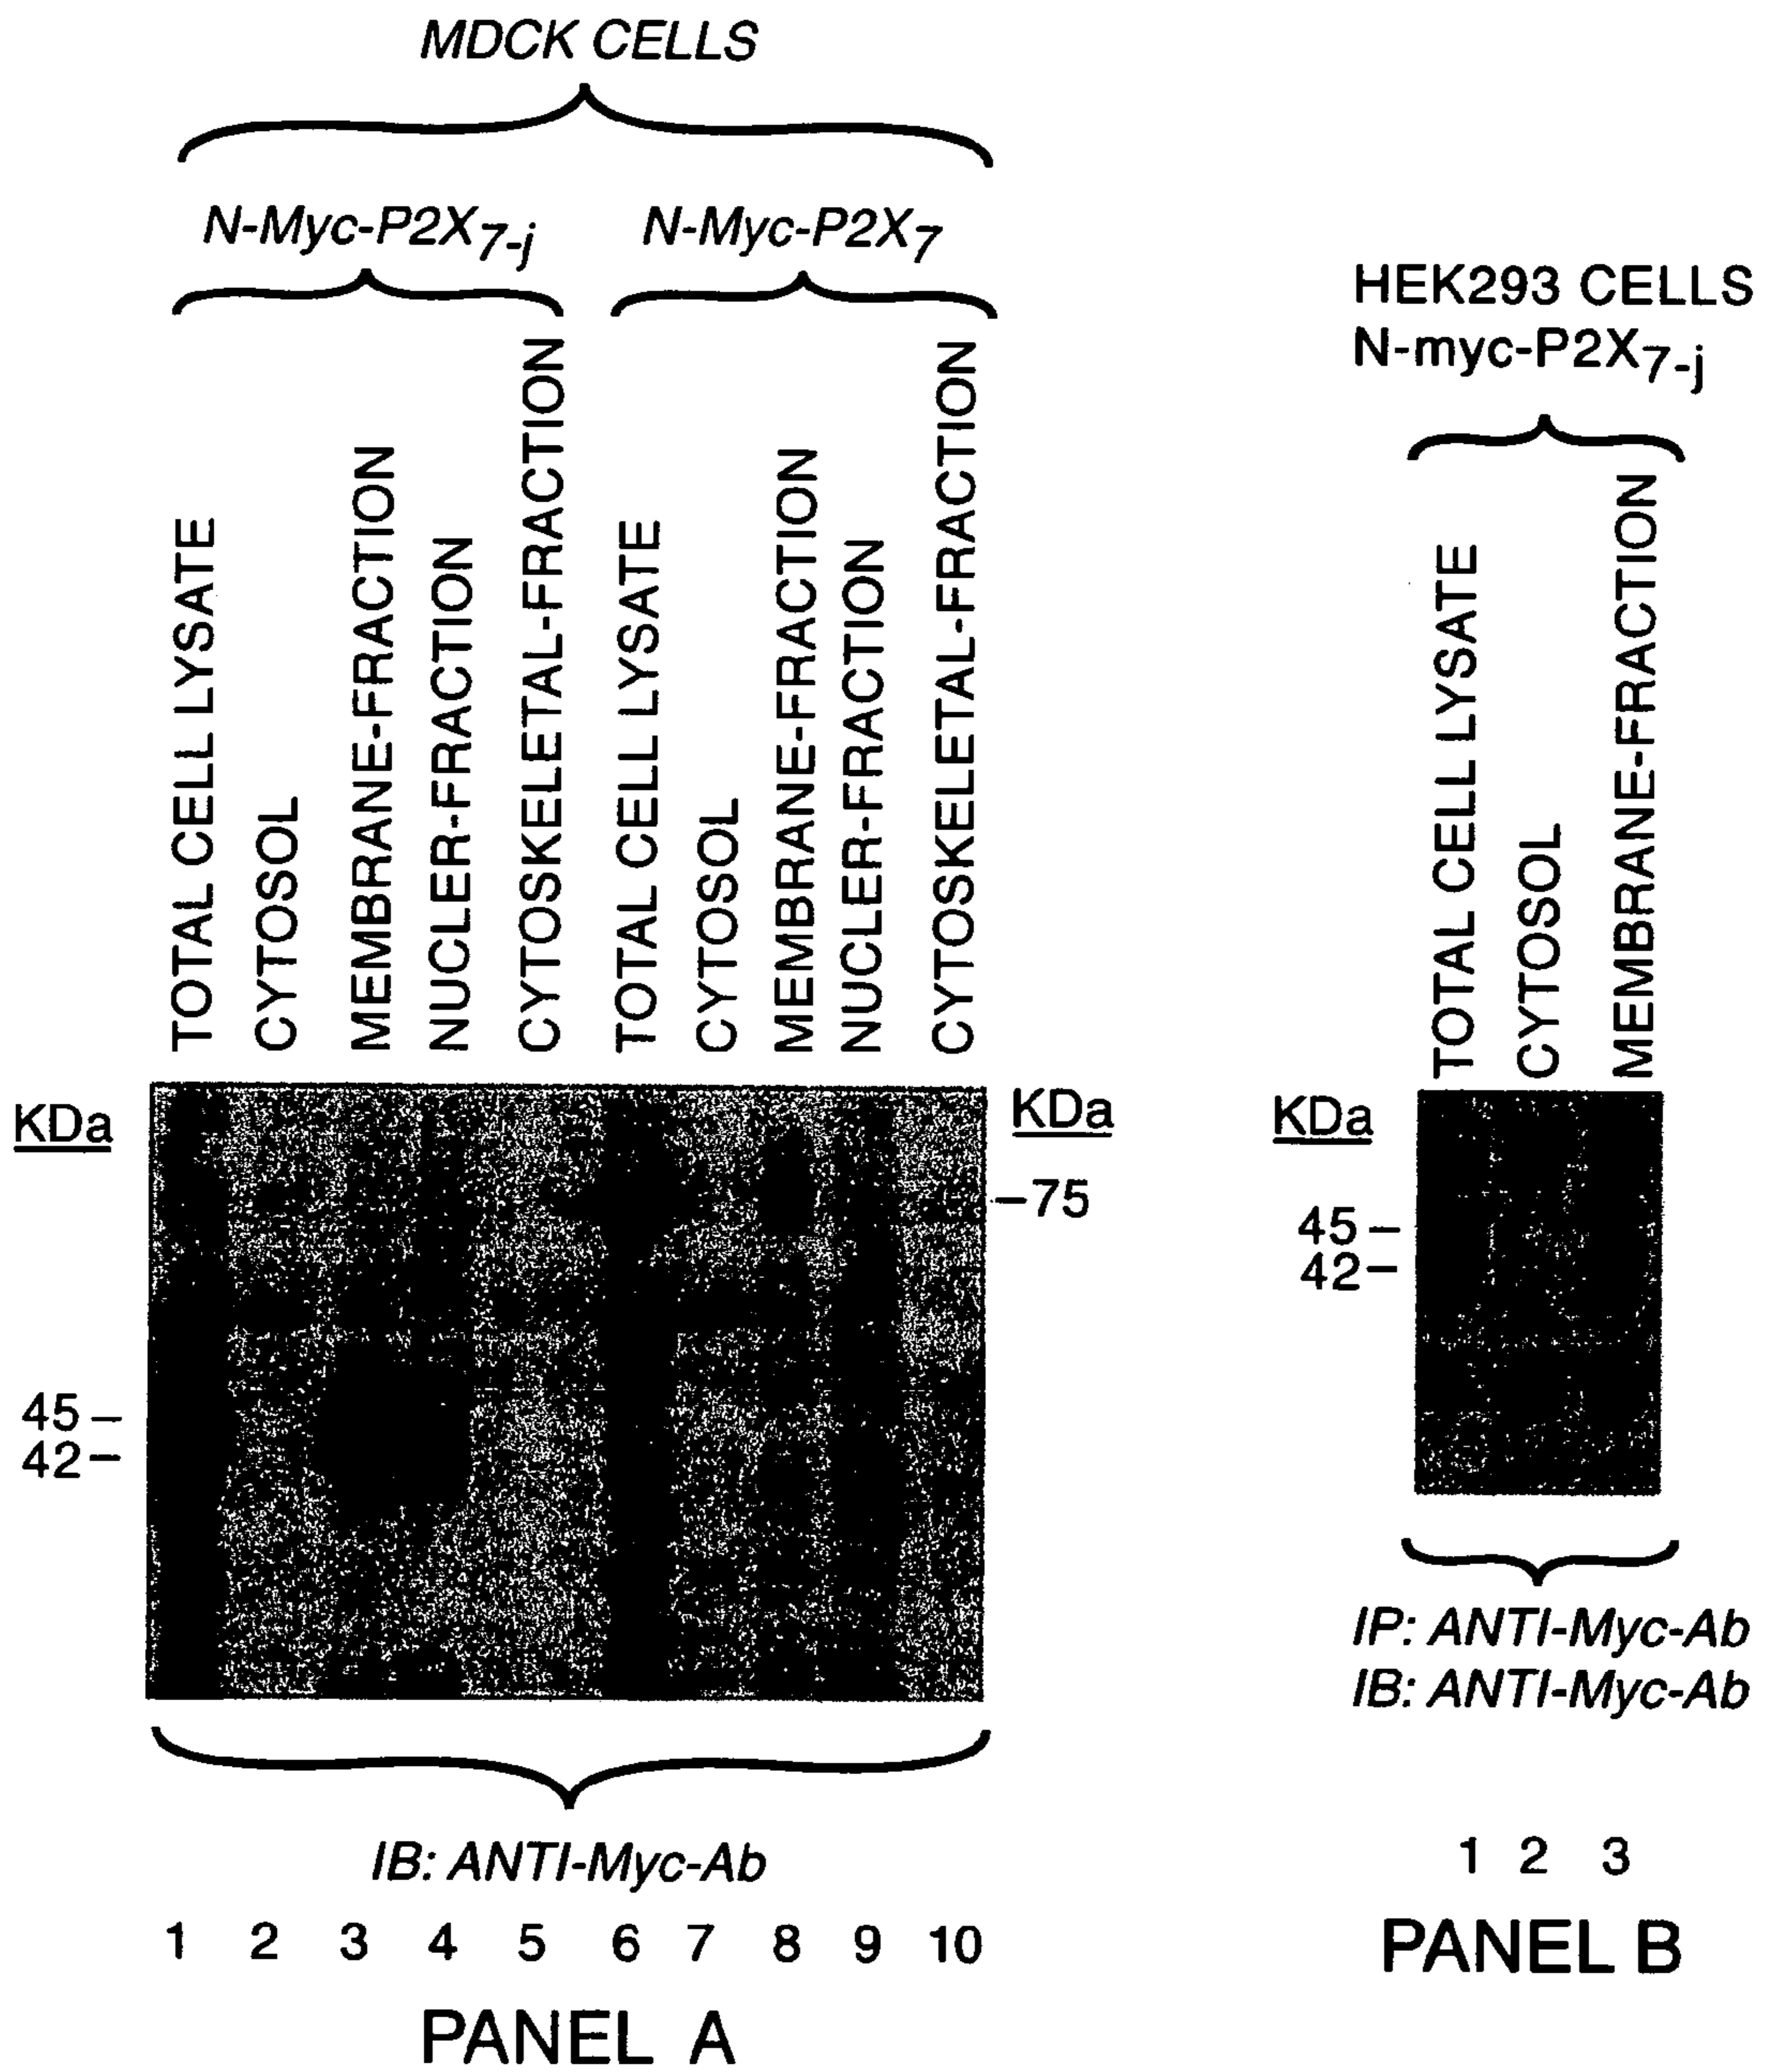 MDCK CELLS
N-Myc-P2X7-j
N-Myc-P2X7
TOTAL CELL LYSATE
CYTOSOL
MEMBRANE-FRACTION
NUCLER-FRACTION
CYTOSKELETAL-FRACTION
TOTAL CELL LYSATE
CYTOSOL
MEMBRANE-FRACTION
NUCLER-FRACTION
CYTOSKELETAL-FRACTION
KDa
45 –
42 –
KDa
–75
IB: ANTI-Myc-Ab
1 2 3 4 5 6 7 8 9 10
PANEL A
HEK293 CELLS
N-myc-P2X7-j
TOTAL CELL LYSATE
CYTOSOL
MEMBRANE-FRACTION
KDa
45 –
42 –
IP: ANTI-Myc-Ab
IB: ANTI-Myc-Ab
1 2 3
PANEL B